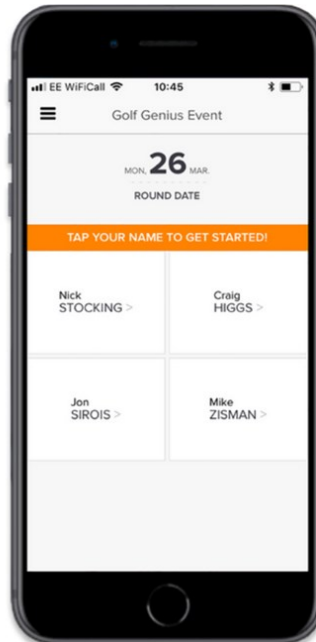 EE WiFiCall 10:45
Golf Genius Event
MON, 26 MAR.
ROUND DATE
TAP YOUR NAME TO GET STARTED!
Nick
STOCKING >
Craig
HIGGS >
Jon
SIROIS >
Mike
ZISMAN >